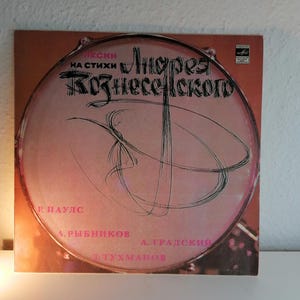 ПЕСНИ
НА СТИХИ Андрея
Вознесенского
Р. ПАУЛС
А. РЫБНИКОВ
А. ГРАДСКИЙ
Д. ТУХМАНОВ